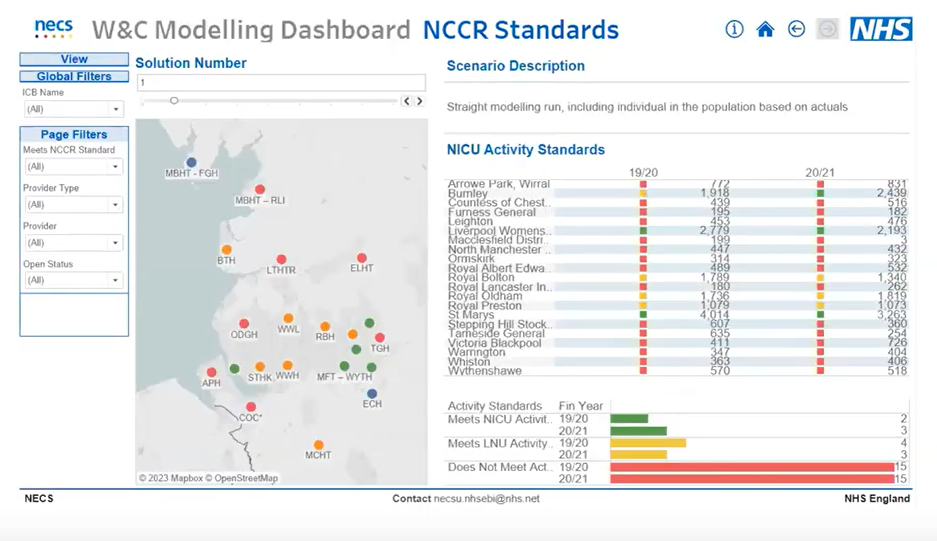 necs W&C Modelling Dashboard NCCR Standards NHS
View
Global Filters
ICB Name
(All)
Page Filters
Meets NCCR Standard
(All)
Provider Type
(All)
Provider
(All)
Open Status
(All)
Solution Number
1
MBHT - FGH
MBHT – RLI
BTH
LTHTR
ELHT
ODGH
WWL
RBH
TGH
APH
STHK
WWH
MFT – WYTH
ECH
COC*
MCHT
© 2023 Mapbox © OpenStreetMap
Scenario Description
Straight modelling run, including individual in the population based on actuals
NICU Activity Standards
19/20 20/21
Arrowe Park, Wirral 772 831
Burnley 1,918 2,439
Countess of Chest.. 439 516
Furness General 195 182
Leighton 453 476
Liverpool Womens.. 2,779 2,193
Macclesfield Distri.. 199 3
North Manchester .. 447 432
Ormskirk 314 323
Royal Albert Edwa.. 489 532
Royal Bolton 1,789 1,340
Royal Lancaster In.. 180 262
Royal Oldham 1,736 1,819
Royal Preston 1,079 1,073
St Marys 4,014 3,263
Stepping Hill Stock.. 607 360
Tameside General 635 254
Victoria Blackpool 411 726
Warrington 347 404
Whiston 363 406
Wythenshawe 570 518
Activity Standards Fin Year
Meets NICU Activit.. 19/20 2
20/21 3
Meets LNU Activity.. 19/20 4
20/21 3
Does Not Meet Act.. 19/20 15
20/21 15
NECS Contact necsu.nhsebi@nhs.net NHS England